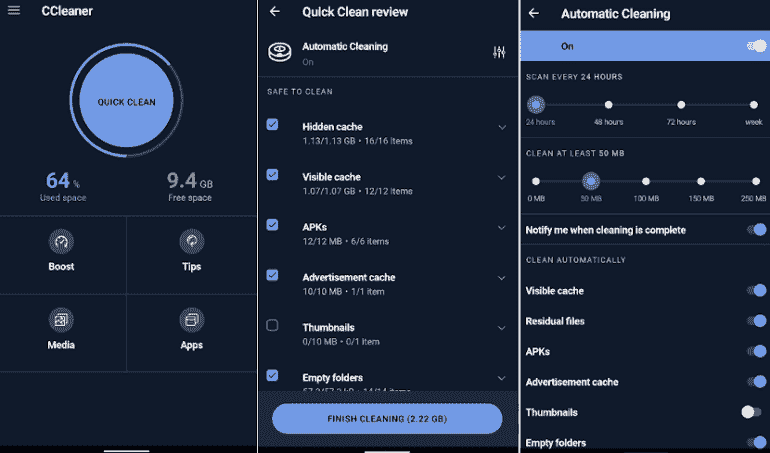 CCleaner
QUICK CLEAN
64 %
Used space
9.4 GB
Free space
Boost
Tips
Media
Apps
Quick Clean review
Automatic Cleaning
On
SAFE TO CLEAN
Hidden cache
1.13/1.13 GB • 16/16 items
Visible cache
1.07/1.07 GB • 12/12 items
APKs
12/12 MB • 6/6 items
Advertisement cache
10/10 MB • 1/1 item
Thumbnails
0/10 MB • 0/1 item
Empty folders
FINISH CLEANING (2.22 GB)
Automatic Cleaning
On
SCAN EVERY 24 HOURS
24 hours 48 hours 72 hours week
CLEAN AT LEAST 50 MB
0 MB 50 MB 100 MB 150 MB 250 MB
Notify me when cleaning is complete
CLEAN AUTOMATICALLY
Visible cache
Residual files
APKs
Advertisement cache
Thumbnails
Empty folders